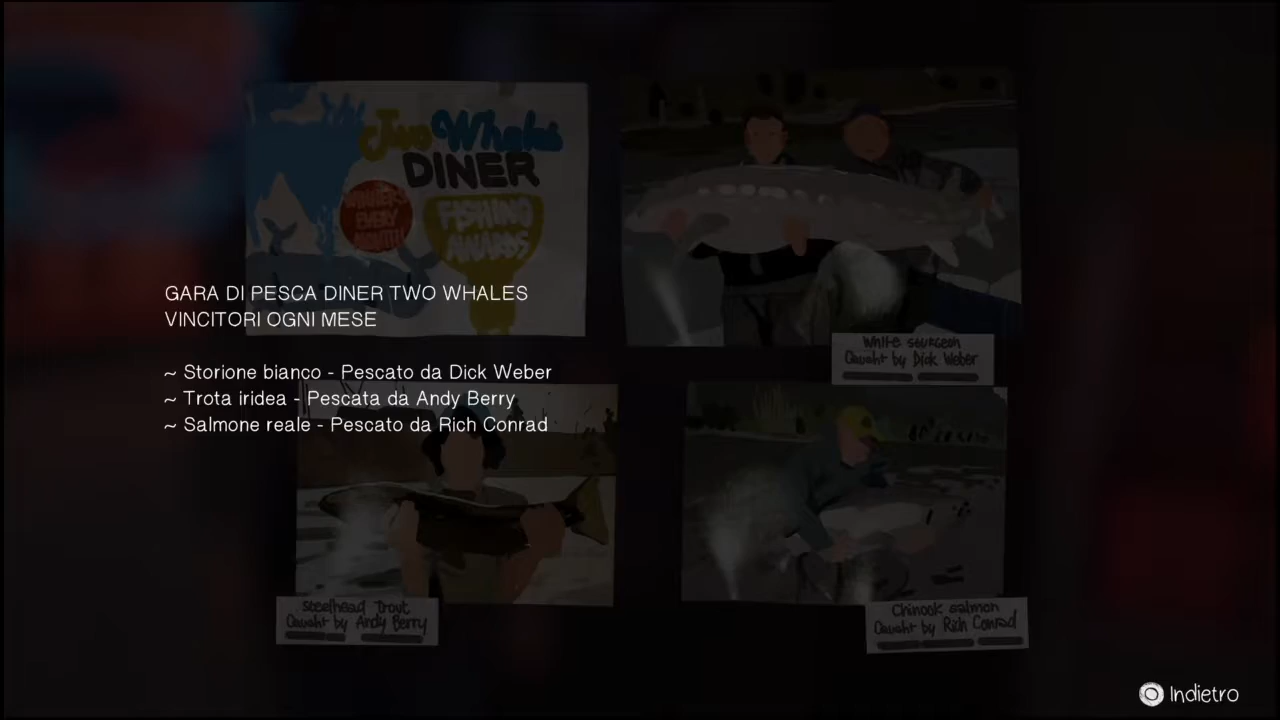 Two Whales
DINER
WINNERS
EVERY
MONTH!
FISHING
AWARDS
GARA DI PESCA DINER TWO WHALES
VINCITORI OGNI MESE
~ Storione bianco - Pescato da Dick Weber
~ Trota iridea - Pescata da Andy Berry
~ Salmone reale - Pescato da Rich Conrad
White sturgeon
Caught by Dick Weber
Steelhead Trout
Caught by Andy Berry
Chinook salmon
Caught by Rich Conrad
Indietro